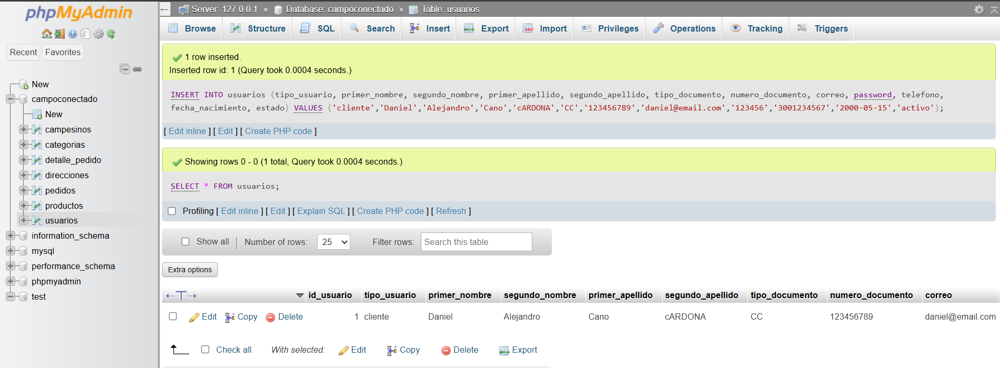 phpMyAdmin
Recent Favorites
New
campoconectado
New
campesinos
categorias
detalle_pedido
direcciones
pedidos
productos
usuarios
information_schema
mysql
performance_schema
phpmyadmin
test
Server: 127.0.0.1 » Database: campoconectado » Table: usuarios
Browse Structure SQL Search Insert Export Import Privileges Operations Tracking Triggers
1 row inserted.
Inserted row id: 1 (Query took 0.0004 seconds.)
INSERT INTO usuarios (tipo_usuario, primer_nombre, segundo_nombre, primer_apellido, segundo_apellido, tipo_documento, numero_documento, correo, password, telefono,
fecha_nacimiento, estado) VALUES ('cliente','Daniel','Alejandro','Cano','cARDONA','CC','123456789','daniel@email.com','123456','3001234567','2000-05-15','activo');
[ Edit inline ] [ Edit ] [ Create PHP code ]
Showing rows 0 - 0 (1 total, Query took 0.0004 seconds.)
SELECT * FROM usuarios;
Profiling [ Edit inline ] [ Edit ] [ Explain SQL ] [ Create PHP code ] [ Refresh ]
Show all Number of rows: 25 Filter rows: Search this table
Extra options
id_usuario tipo_usuario primer_nombre segundo_nombre primer_apellido segundo_apellido tipo_documento numero_documento correo
Edit Copy Delete 1 cliente Daniel Alejandro Cano cARDONA CC 123456789 daniel@email.com
Check all With selected: Edit Copy Delete Export